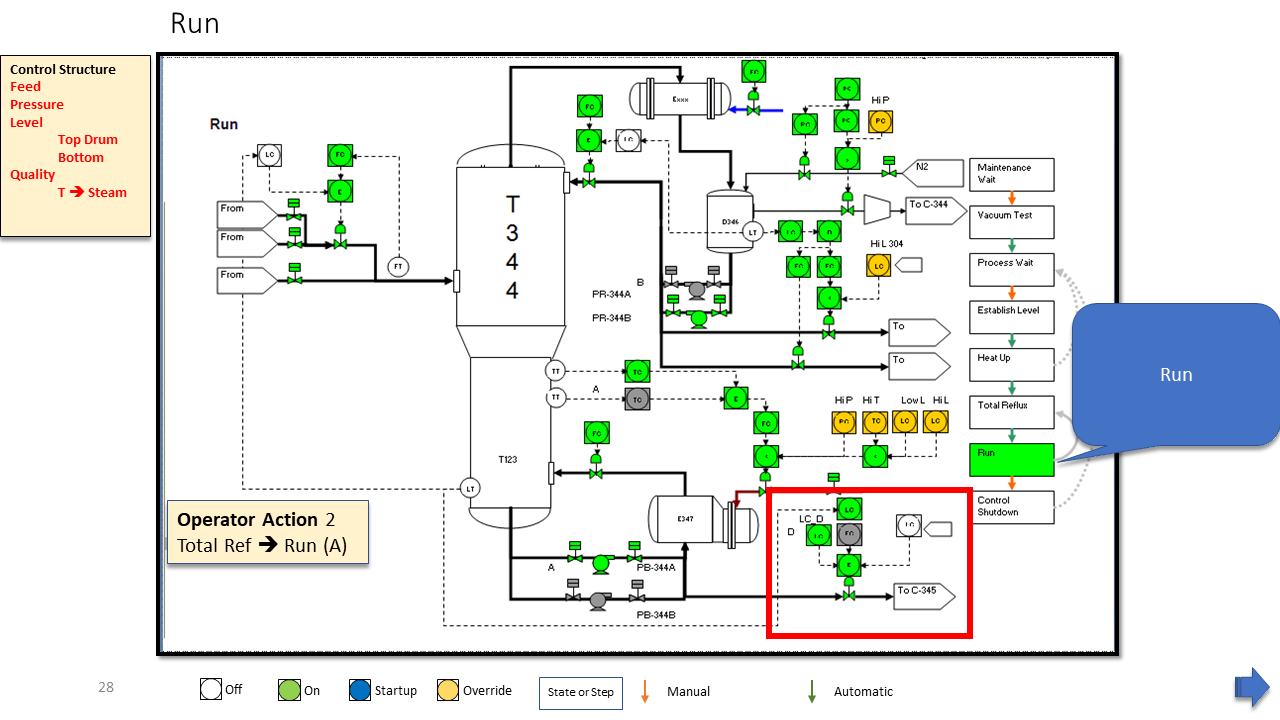 Run
Control Structure
Feed
Pressure
Level
Top Drum
Bottom
Quality
T ➔ Steam
Run
From
From
From
LC
FC
E
FT
T
3
4
4
T123
Exxx
FC
FC
E
LC
PC
PC
PC
Hi P
PC
N2
To C-344
D346
LT
LC
D
FC
FC
Hi L 304
LC
B
PR-344A
PR-344B
To
To
TT
TC
A
TT
TC
E
FC
Hi P
Hi T
Low L
Hi L
PC
TC
LC
LC
FC
LT
E347
A
PB-344A
PB-344B
LC
LC_D
D
LC
FC
LC
E
To C-345
Maintenance
Wait
Vacuum Test
Process Wait
Establish Level
Heat Up
Total Reflux
Run
Control
Shutdown
Run
Operator Action 2
Total Ref ➔ Run (A)
28
Off
On
Startup
Override
State or Step
Manual
Automatic